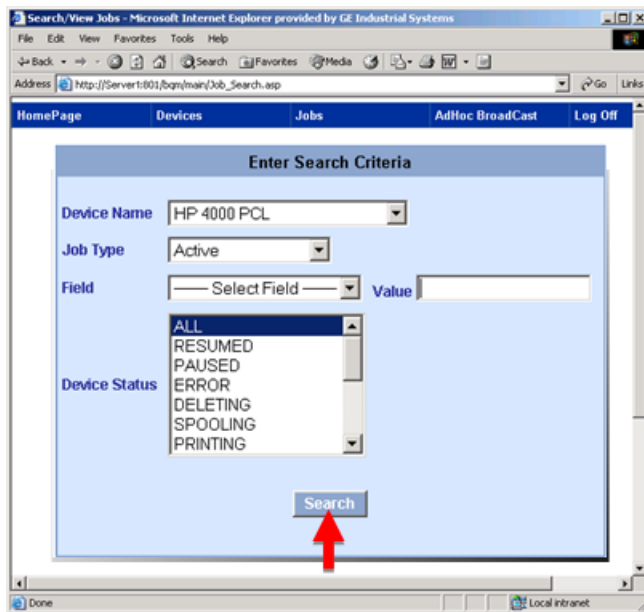 Search/View Jobs - Microsoft Internet Explorer provided by GE Industrial Systems
File Edit View Favorites Tools Help
Back Search Favorites Media
Address http://Server1:801/bqm/main/Job_Search.asp Go Links
HomePage Devices Jobs AdHoc BroadCast Log Off
Enter Search Criteria
Device Name HP 4000 PCL
Job Type Active
Field —— Select Field —— Value
Device Status
ALL
RESUMED
PAUSED
ERROR
DELETING
SPOOLING
PRINTING
Search
Done Local intranet